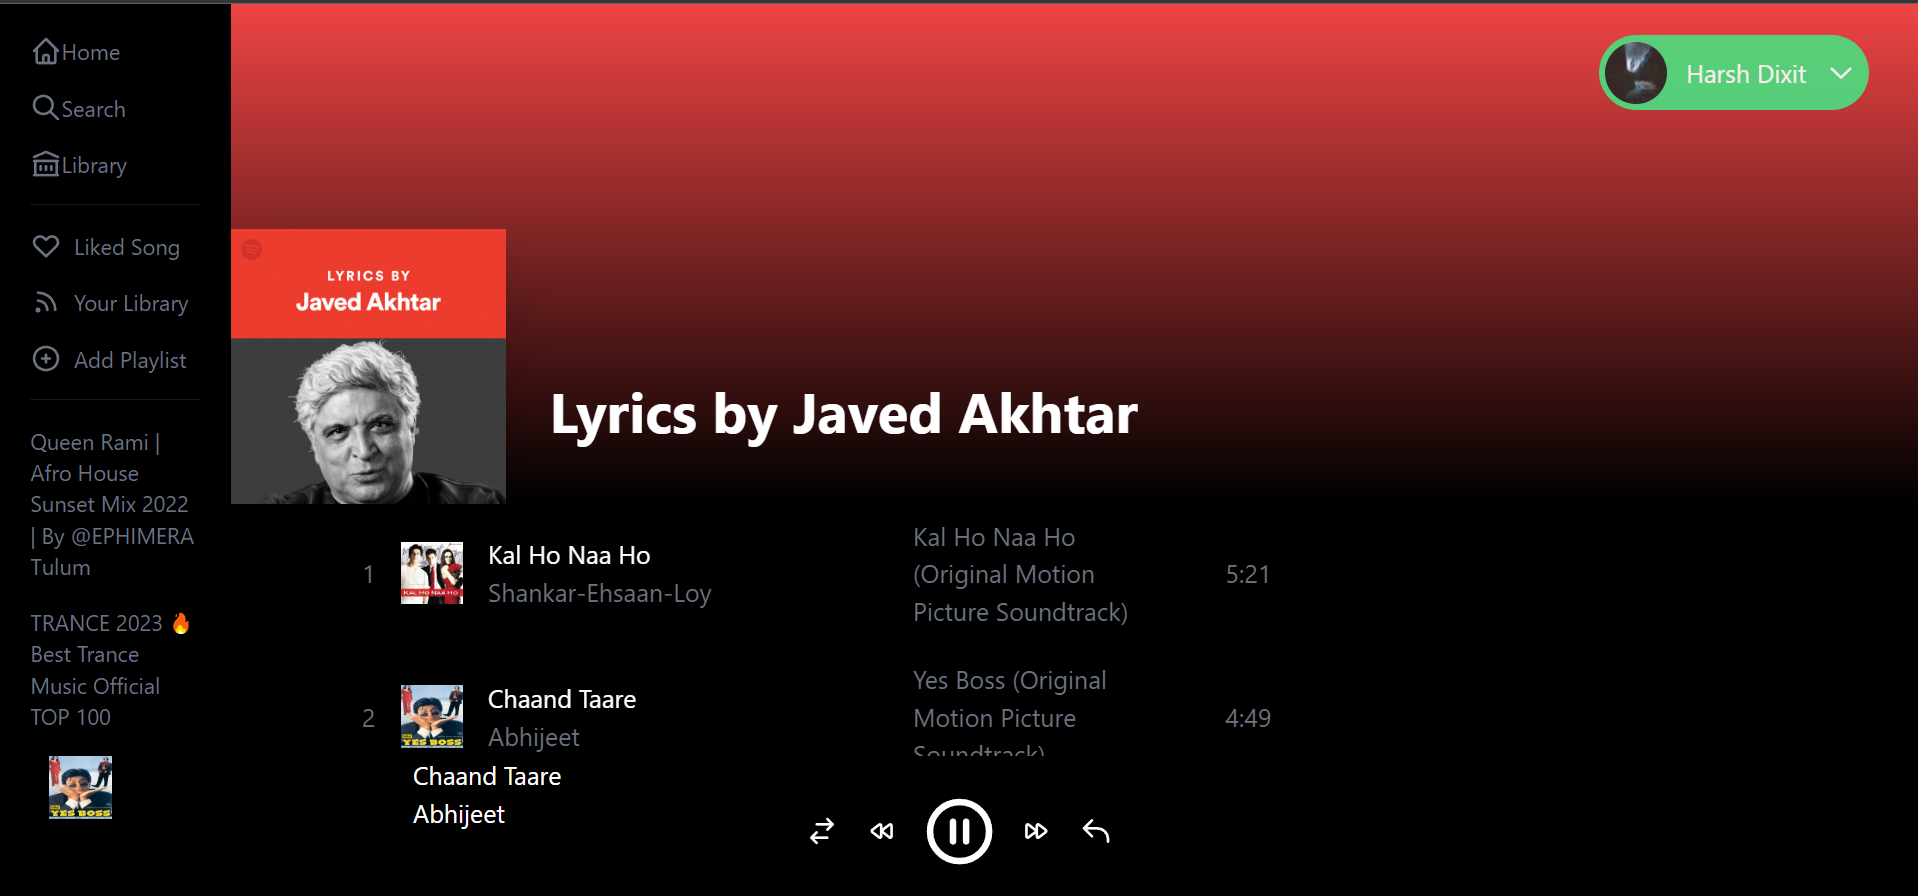 Home
Search
Library
Liked Song
Your Library
Add Playlist
Queen Rami |
Afro House
Sunset Mix 2022
| By @EPHIMERA
Tulum
TRANCE 2023 🔥
Best Trance
Music Official
TOP 100
Harsh Dixit
LYRICS BY
Javed Akhtar
Lyrics by Javed Akhtar
1
KAL HO NAA HO
Kal Ho Naa Ho
Shankar-Ehsaan-Loy
Kal Ho Naa Ho
(Original Motion
Picture Soundtrack)
5:21
2
YES BOSS
Chaand Taare
Abhijeet
Yes Boss (Original
Motion Picture
Soundtrack)
4:49
YES BOSS
Chaand Taare
Abhijeet